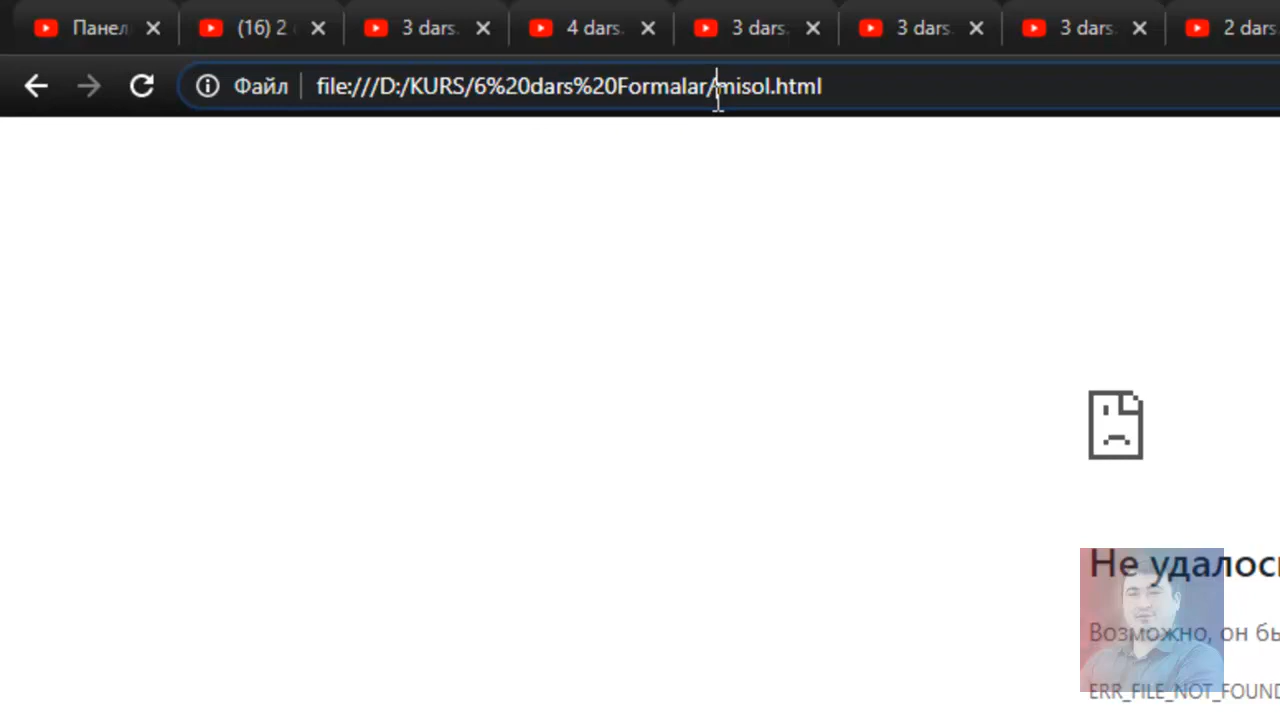 Панел
(16) 2
3 dars.
4 dars.
3 dars
3 dars
3 dars
2 dars
Файл
file:///D:/KURS/6%20dars%20Formalar/misol.html
Не удалос
Возможно, он бы
ERR_FILE_NOT_FOUND